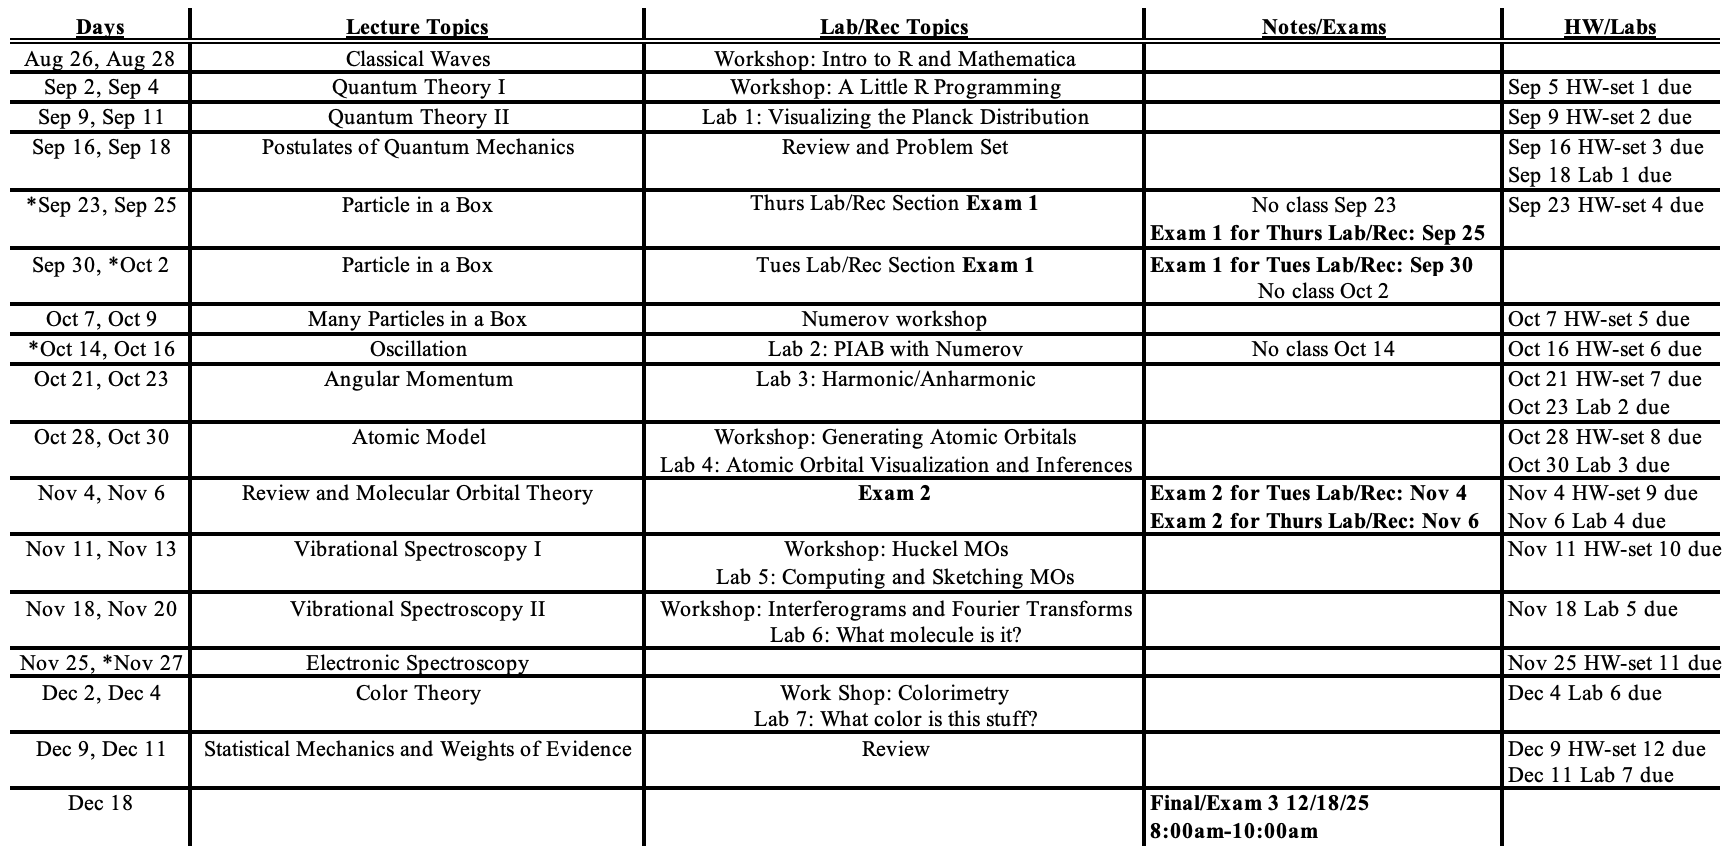 Days Lecture Topics Lab/Rec Topics Notes/Exams HW/Labs
Aug 26, Aug 28 Classical Waves Workshop: Intro to R and Mathematica
Sep 2, Sep 4 Quantum Theory I Workshop: A Little R Programming Sep 5 HW-set 1 due
Sep 9, Sep 11 Quantum Theory II Lab 1: Visualizing the Planck Distribution Sep 9 HW-set 2 due
Sep 16, Sep 18 Postulates of Quantum Mechanics Review and Problem Set Sep 16 HW-set 3 due
Sep 18 Lab 1 due
*Sep 23, Sep 25 Particle in a Box Thurs Lab/Rec Section Exam 1 No class Sep 23 Sep 23 HW-set 4 due
Exam 1 for Thurs Lab/Rec: Sep 25
Sep 30, *Oct 2 Particle in a Box Tues Lab/Rec Section Exam 1 Exam 1 for Tues Lab/Rec: Sep 30
No class Oct 2
Oct 7, Oct 9 Many Particles in a Box Numerov workshop Oct 7 HW-set 5 due
*Oct 14, Oct 16 Oscillation Lab 2: PIAB with Numerov No class Oct 14 Oct 16 HW-set 6 due
Oct 21, Oct 23 Angular Momentum Lab 3: Harmonic/Anharmonic Oct 21 HW-set 7 due
Oct 23 Lab 2 due
Oct 28, Oct 30 Atomic Model Workshop: Generating Atomic Orbitals Oct 28 HW-set 8 due
Lab 4: Atomic Orbital Visualization and Inferences Oct 30 Lab 3 due
Nov 4, Nov 6 Review and Molecular Orbital Theory Exam 2 Exam 2 for Tues Lab/Rec: Nov 4 Nov 4 HW-set 9 due
Exam 2 for Thurs Lab/Rec: Nov 6 Nov 6 Lab 4 due
Nov 11, Nov 13 Vibrational Spectroscopy I Workshop: Huckel MOs Nov 11 HW-set 10 due
Lab 5: Computing and Sketching MOs
Nov 18, Nov 20 Vibrational Spectroscopy II Workshop: Interferograms and Fourier Transforms Nov 18 Lab 5 due
Lab 6: What molecule is it?
Nov 25, *Nov 27 Electronic Spectroscopy Nov 25 HW-set 11 due
Dec 2, Dec 4 Color Theory Work Shop: Colorimetry Dec 4 Lab 6 due
Lab 7: What color is this stuff?
Dec 9, Dec 11 Statistical Mechanics and Weights of Evidence Review Dec 9 HW-set 12 due
Dec 11 Lab 7 due
Dec 18 Final/Exam 3 12/18/25
8:00am-10:00am